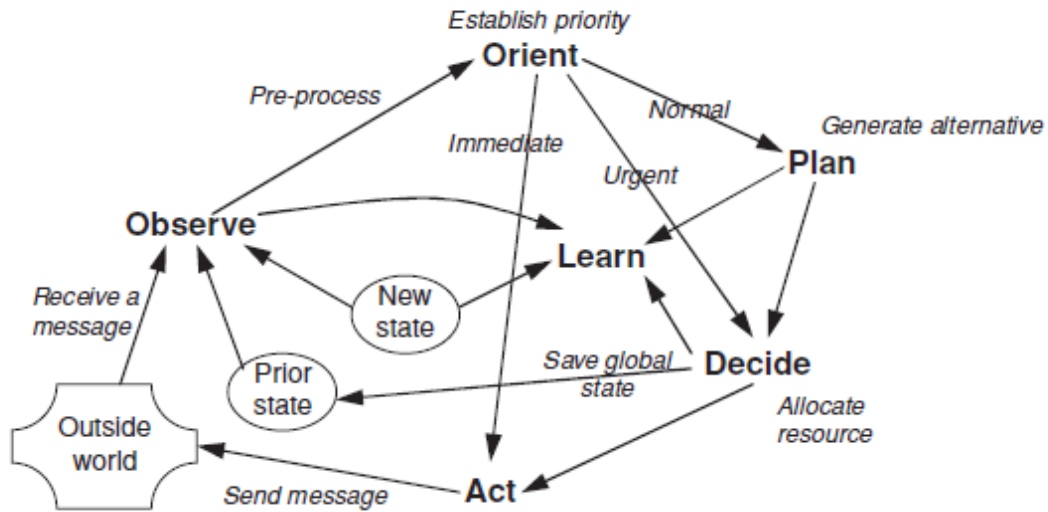 Establish priority
Orient
Pre-process
Normal
Immediate
Generate alternative
Plan
Urgent
Observe
Learn
Receive a
message
New
state
Save global
state
Decide
Prior
state
Allocate
resource
Outside
world
Send message
Act